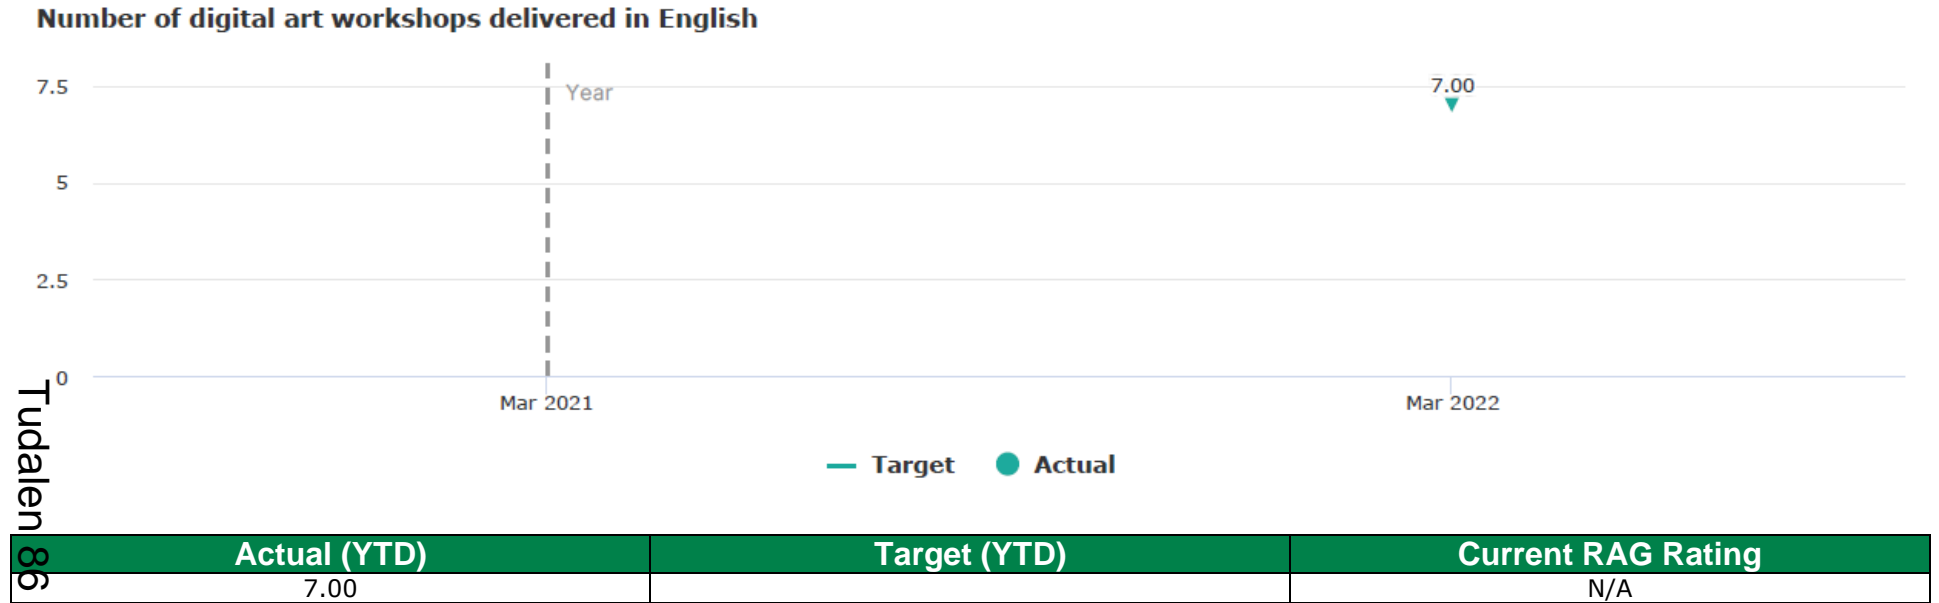 Number of digital art workshops delivered in English
7.5
Year
7.00
5
2.5
0
Mar 2021
Mar 2022
Target
Actual
Tudalen 86
Actual (YTD)
Target (YTD)
Current RAG Rating
7.00
N/A